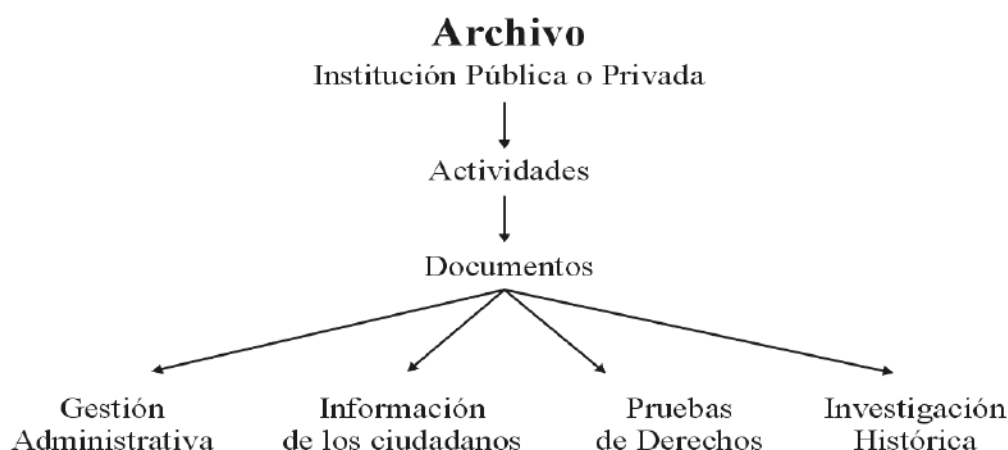 Archivo
Institución Pública o Privada
Actividades
Documentos
Gestión
Administrativa
Información
de los ciudadanos
Pruebas
de Derechos
Investigación
Histórica